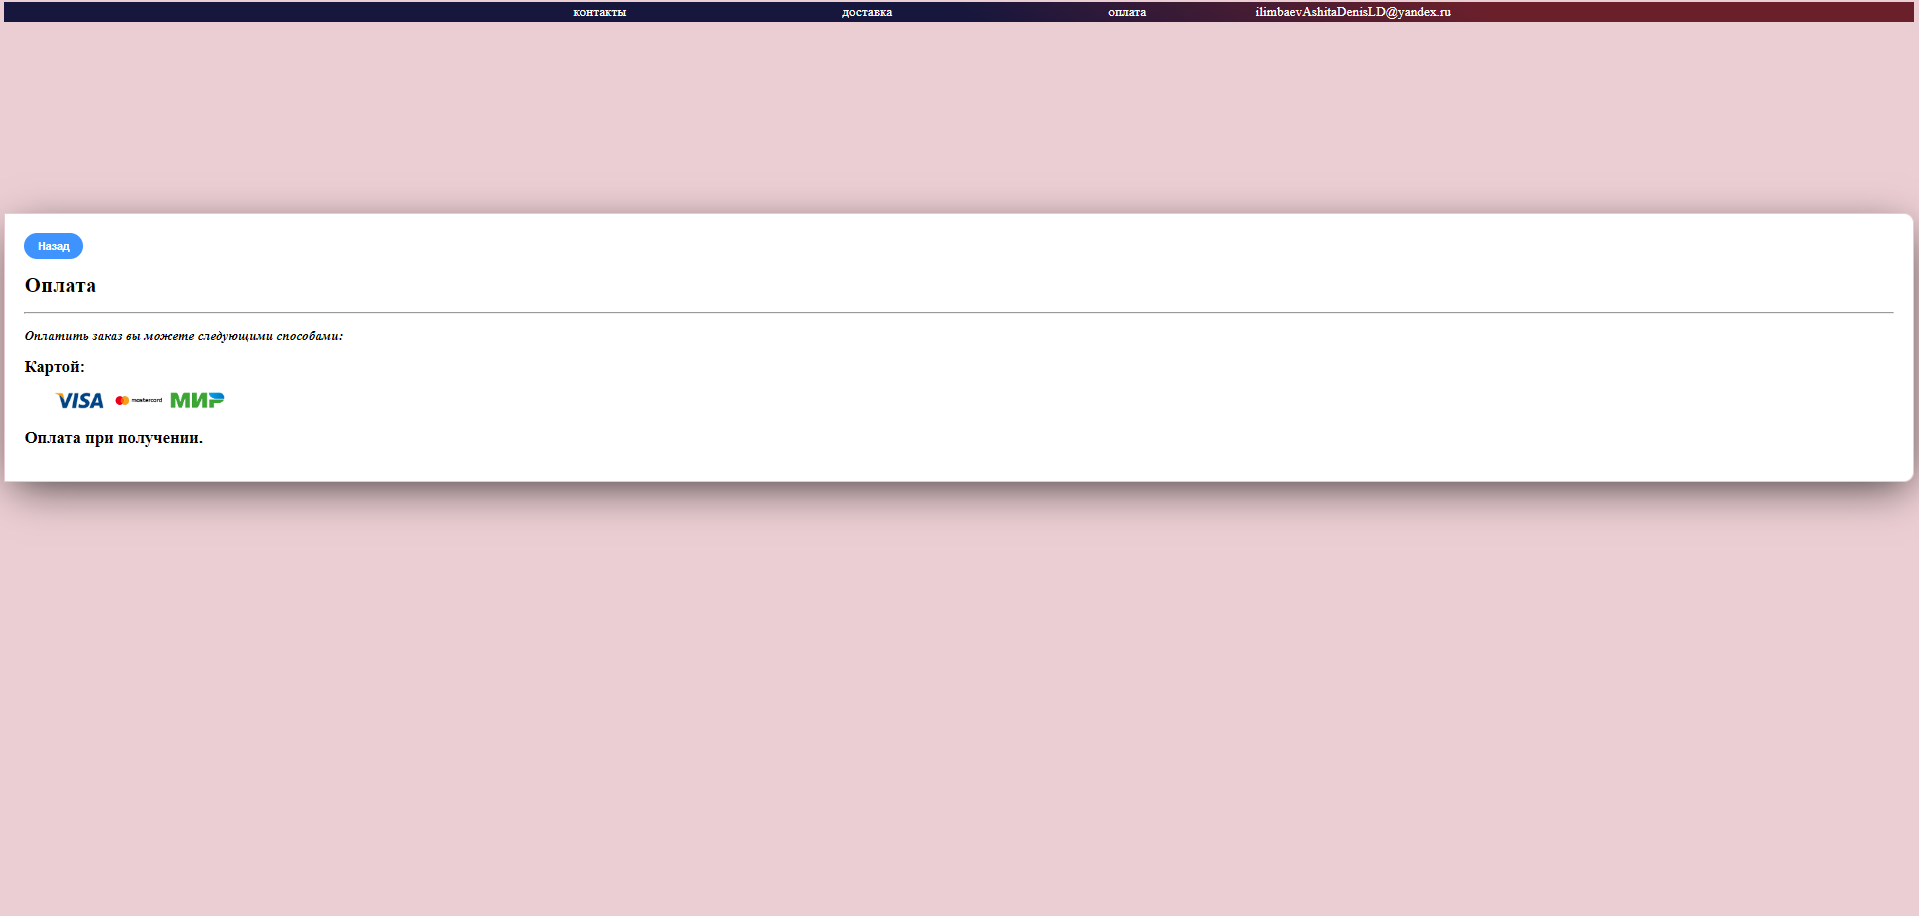 контакты доставка оплата ilimbaevAshitaDenisLD@yandex.ru
Назад
Оплата
Оплатить заказ вы можете следующими способами:
Картой:
VISA mastercard МИР
Оплата при получении.